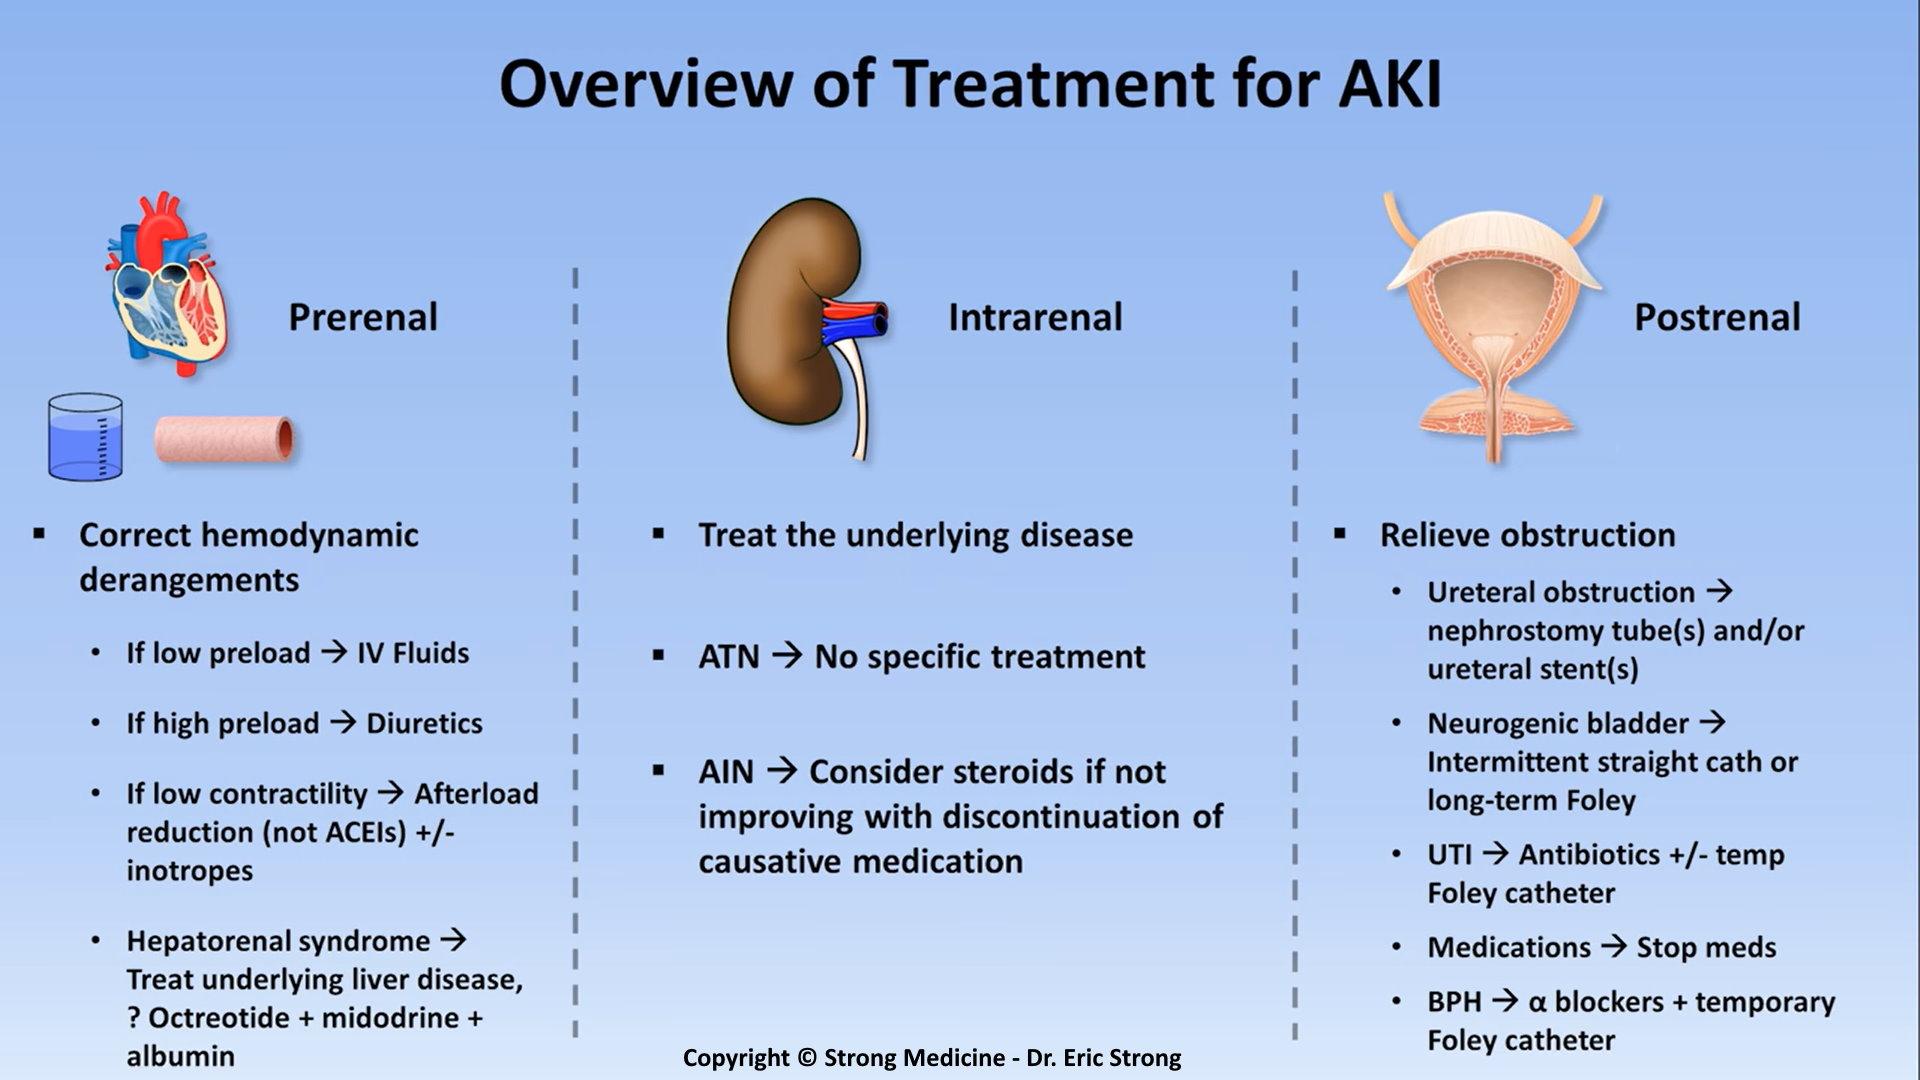 Overview of Treatment for AKI
Prerenal
▪ Correct hemodynamic
derangements
• If low preload → IV Fluids
• If high preload → Diuretics
• If low contractility → Afterload
reduction (not ACEIs) +/-
inotropes
• Hepatorenal syndrome →
Treat underlying liver disease,
? Octreotide + midodrine +
albumin
Intrarenal
▪ Treat the underlying disease
▪ ATN → No specific treatment
▪ AIN → Consider steroids if not
improving with discontinuation of
causative medication
Postrenal
▪ Relieve obstruction
• Ureteral obstruction →
nephrostomy tube(s) and/or
ureteral stent(s)
• Neurogenic bladder →
Intermittent straight cath or
long-term Foley
• UTI → Antibiotics +/- temp
Foley catheter
• Medications → Stop meds
• BPH → α blockers + temporary
Foley catheter
Copyright © Strong Medicine - Dr. Eric Strong